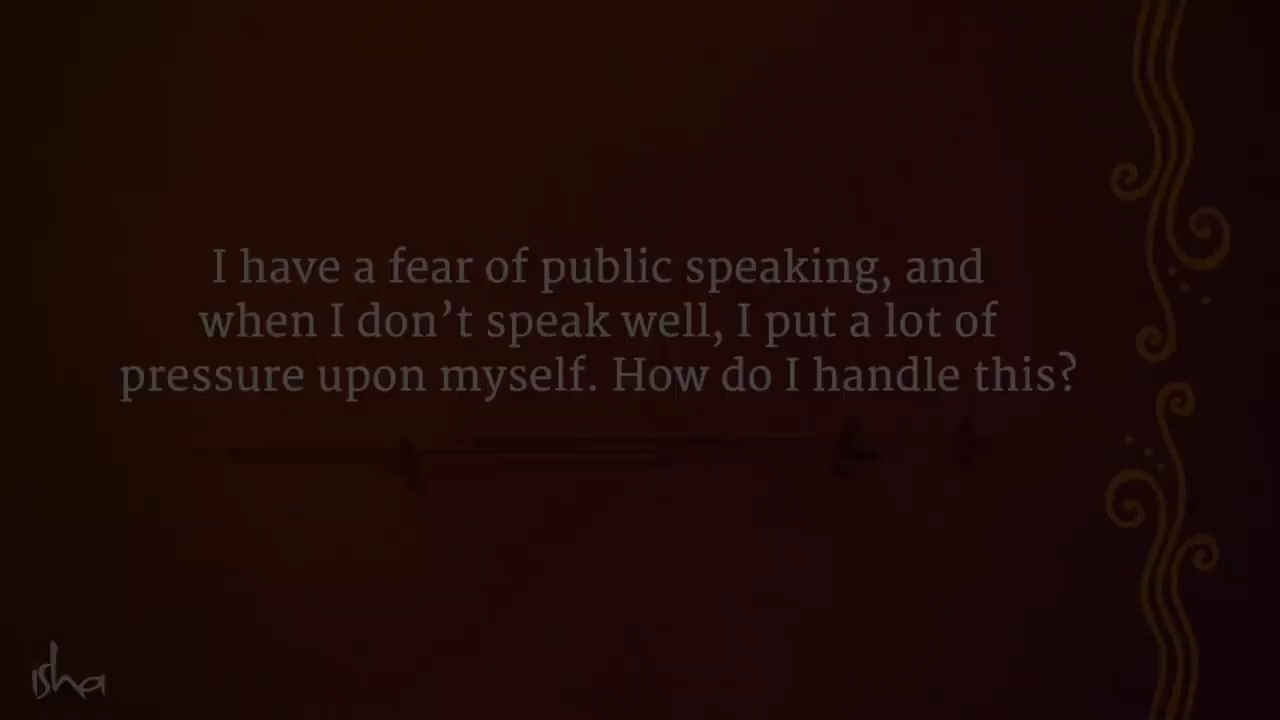 I have a fear of public speaking, and
when I don’t speak well, I put a lot of
pressure upon myself. How do I handle this?
isha